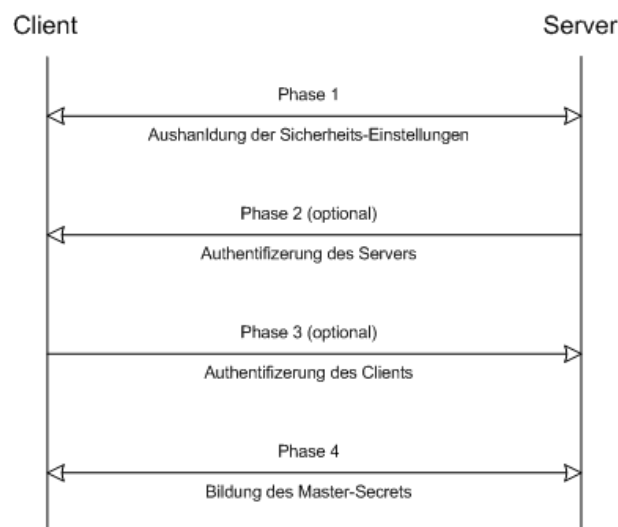 Client
Server
Phase 1
Aushanldung der Sicherheits-Einstellungen
Phase 2 (optional)
Authentifizerung des Servers
Phase 3 (optional)
Authentifizerung des Clients
Phase 4
Bildung des Master-Secrets